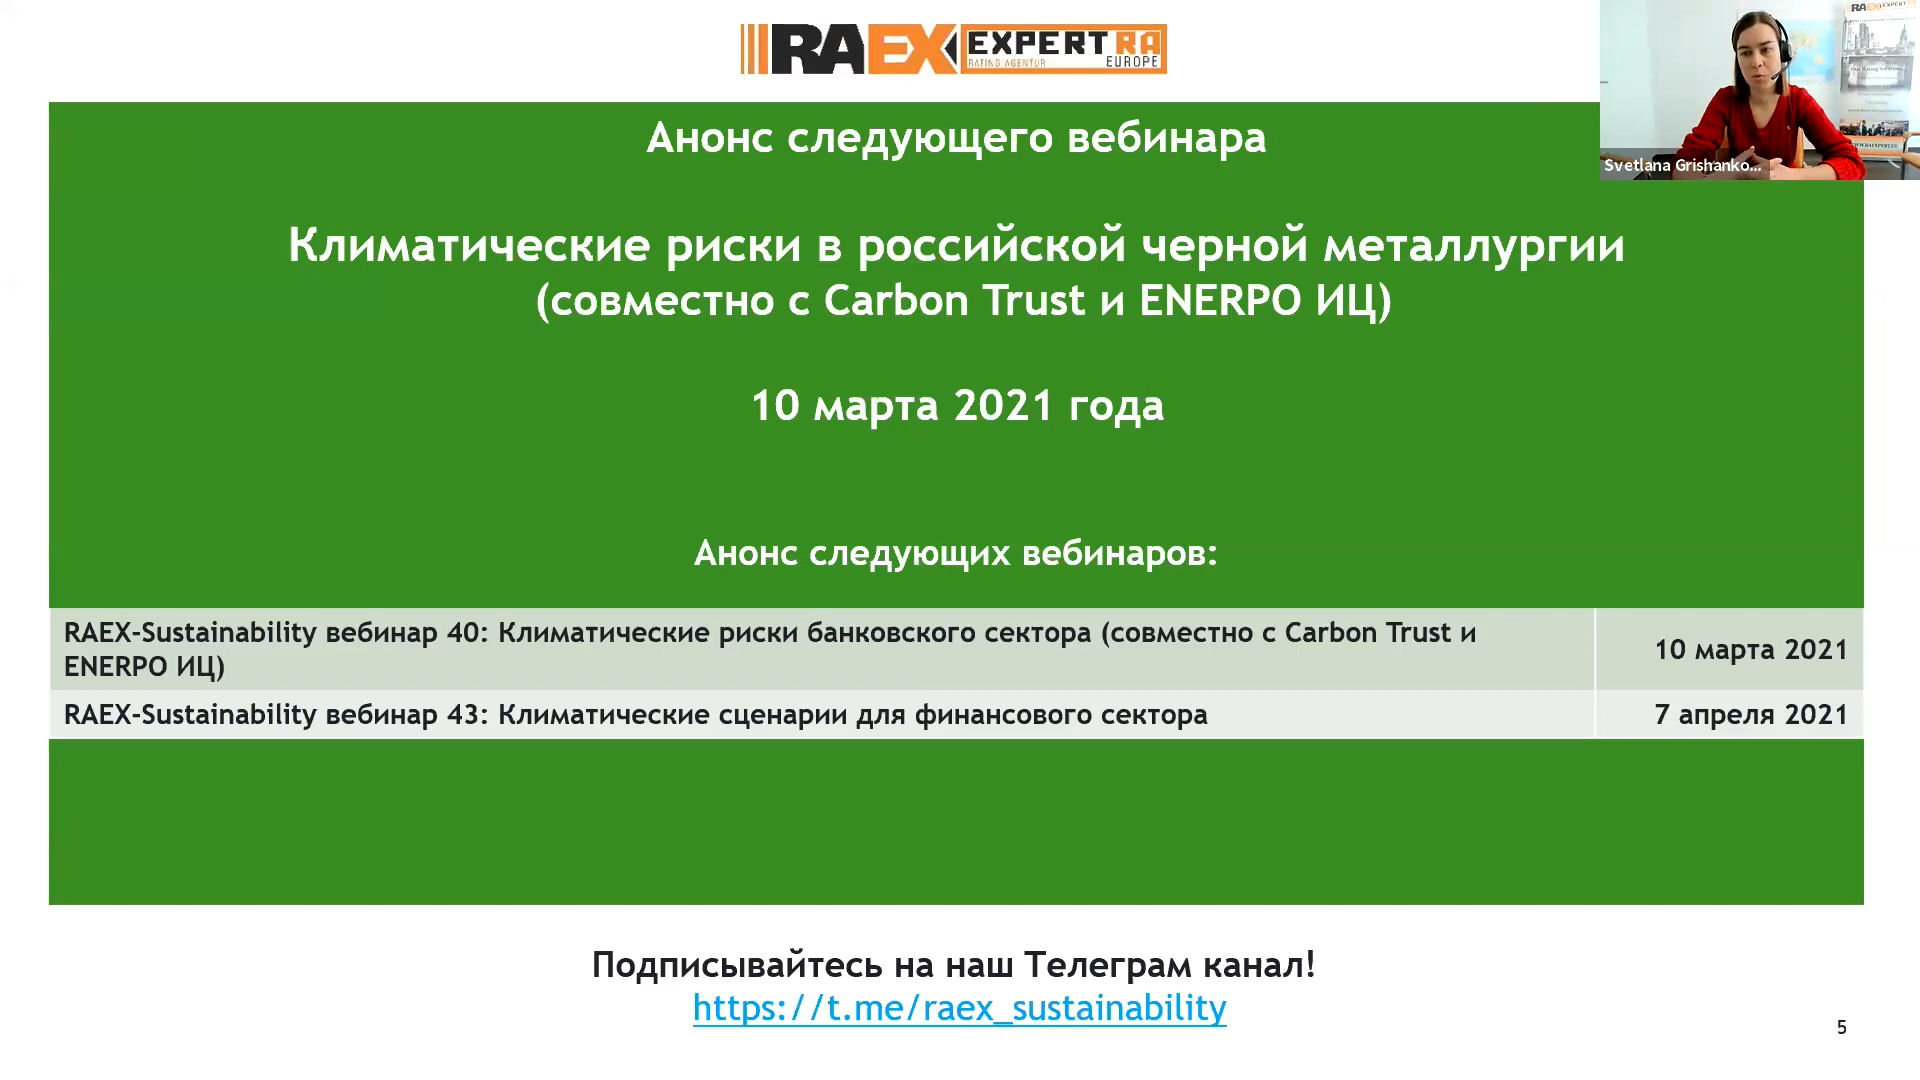 RAEX EXPERT RA
RATING AGENTUR EUROPE
Svetlana Grishanko...
Анонс следующего вебинара
Климатические риски в российской черной металлургии
(совместно с Carbon Trust и ENERPO ИЦ)
10 марта 2021 года
Анонс следующих вебинаров:
RAEX-Sustainability вебинар 40: Климатические риски банковского сектора (совместно с Carbon Trust и
ENERPO ИЦ)
10 марта 2021
RAEX-Sustainability вебинар 43: Климатические сценарии для финансового сектора
7 апреля 2021
Подписывайтесь на наш Телеграм канал!
https://t.me/raex_sustainability
5